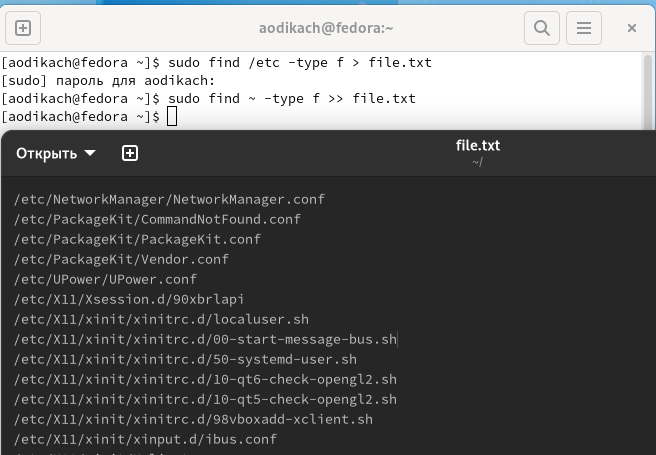 aodikach@fedora:~
[aodikach@fedora ~]$ sudo find /etc -type f > file.txt
[sudo] пароль для aodikach:
[aodikach@fedora ~]$ sudo find ~ -type f >> file.txt
[aodikach@fedora ~]$
Открыть
file.txt
~/
/etc/NetworkManager/NetworkManager.conf
/etc/PackageKit/CommandNotFound.conf
/etc/PackageKit/PackageKit.conf
/etc/PackageKit/Vendor.conf
/etc/UPower/UPower.conf
/etc/X11/Xsession.d/90xbrlapi
/etc/X11/xinit/xinitrc.d/localuser.sh
/etc/X11/xinit/xinitrc.d/00-start-message-bus.sh
/etc/X11/xinit/xinitrc.d/50-systemd-user.sh
/etc/X11/xinit/xinitrc.d/10-qt6-check-opengl2.sh
/etc/X11/xinit/xinitrc.d/10-qt5-check-opengl2.sh
/etc/X11/xinit/xinitrc.d/98vboxadd-xclient.sh
/etc/X11/xinit/xinput.d/ibus.conf